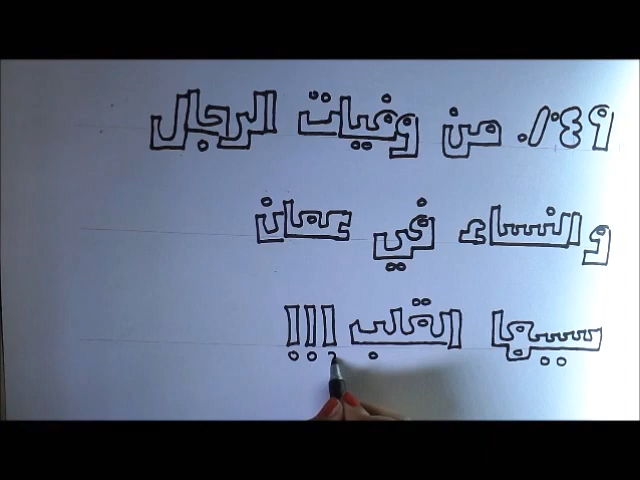 ٤٩٪ من وفيات الرجال
والنساء في عمان
سببها القلب !!!